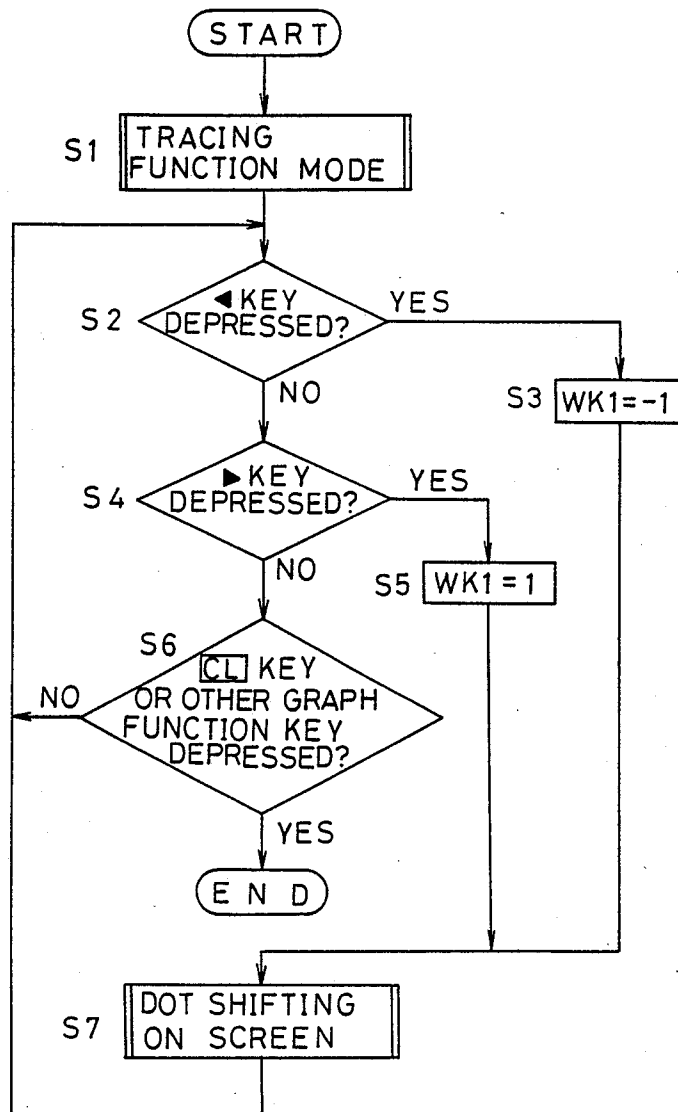 START
S1
TRACING
FUNCTION MODE
S2
◀ KEY
DEPRESSED?
YES
NO
S3
WK1=-1
S4
▶ KEY
DEPRESSED?
YES
NO
S5
WK1=1
S6
CL KEY
OR OTHER GRAPH
FUNCTION KEY
DEPRESSED?
NO
YES
END
S7
DOT SHIFTING
ON SCREEN